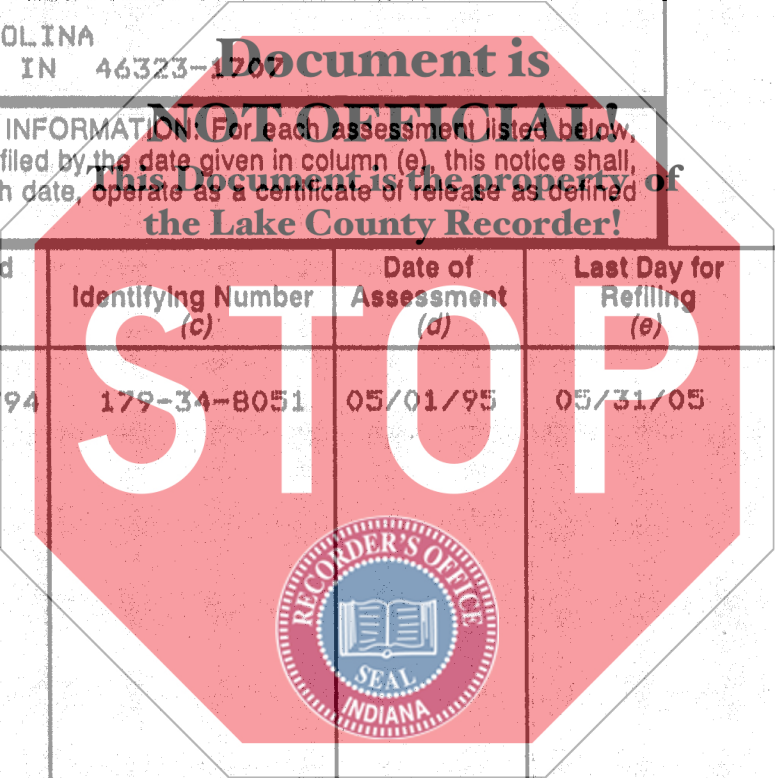 OLINA
IN 46323-1707
Document is
NOT OFFICIAL!
INFORMATION: For each assessment listed below,
filed by the date given in column (e), this notice shall,
h date, operate as a certificate of release as defined
This Document is the property of
the Lake County Recorder!
d
Identifying Number
(c)
Date of
Assessment
(d)
Last Day for
Refiling
(e)
94 179-34-8051 05/01/95 05/31/05
STOP
RECORDER'S OFFICE
SEAL
INDIANA